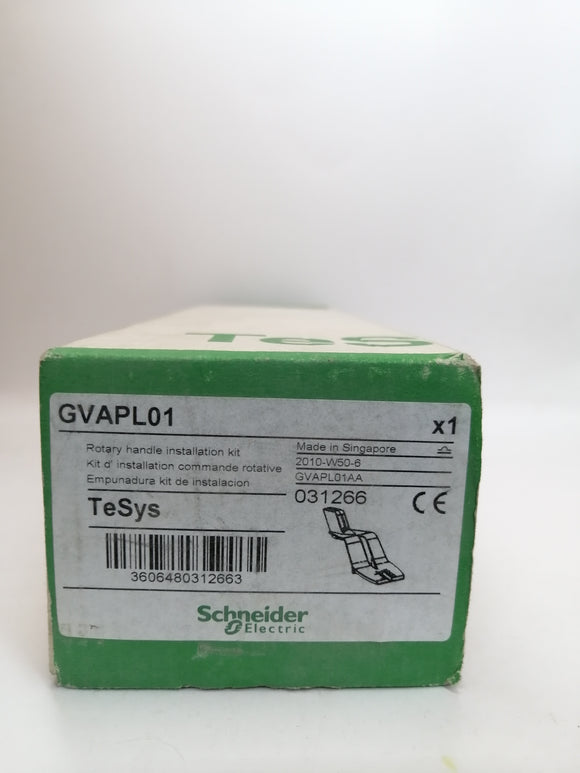 TeS
GVAPL01
x1
Rotary handle installation kit
Kit d' installation commande rotative
Empunadura kit de instalacion
Made in Singapore
2010-W50-6
GVAPL01AA
031266
CE
TeSys
3606480312663
Schneider
Electric